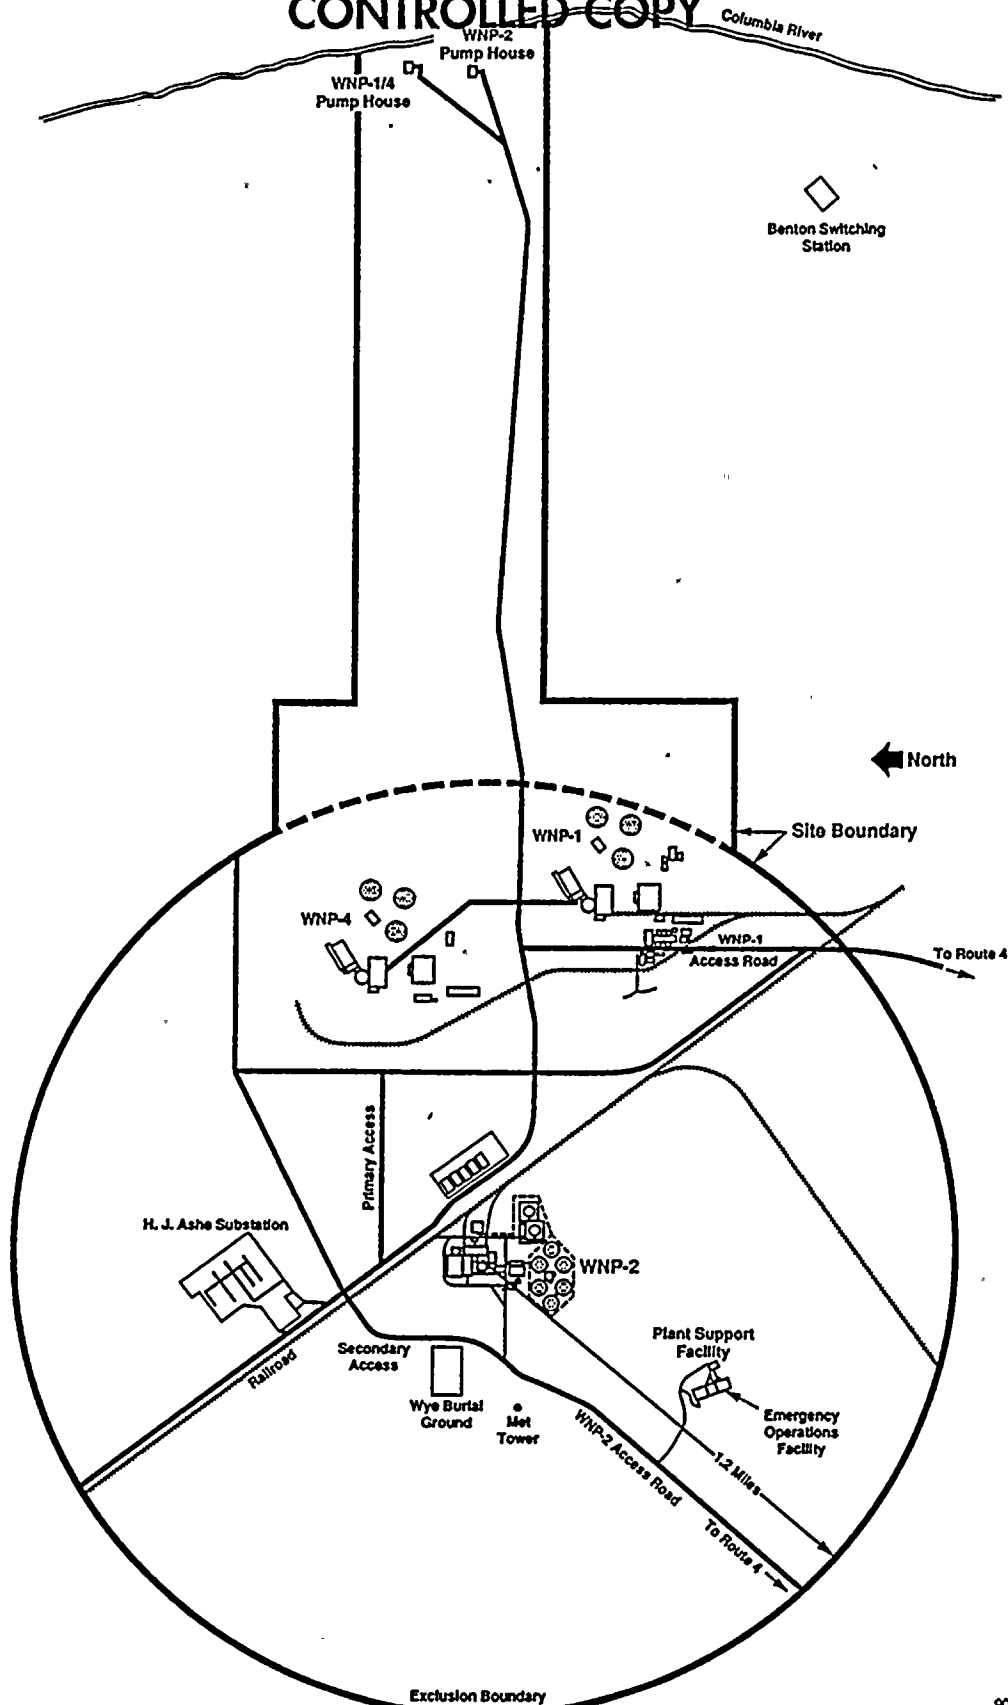 CONTROLLED COPY
Columbia River
WNP-2
Pump House
WNP-1/4
Pump House
Benton Switching
Station
North
Site Boundary
WNP-1
WNP-4
WNP-1
Access Road
To Route 4
Primary Access
H. J. Ashe Substation
WNP-2
Railroad
Secondary
Access
Plant Support
Facility
Wye Burial
Ground
Met
Tower
Emergency
Operations
Facility
WNP-2 Access Road
1.2 Miles
To Route 4
Exclusion Boundary